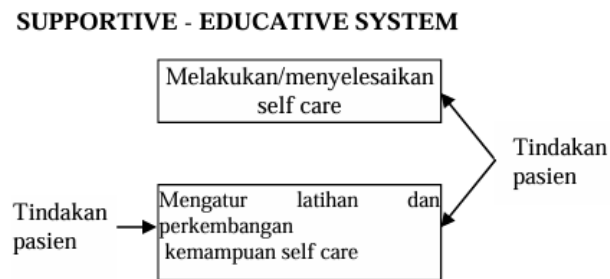 SUPPORTIVE - EDUCATIVE SYSTEM
Melakukan/menyelesaikan
self care
Tindakan
pasien
Tindakan
pasien
Mengatur latihan dan
perkembangan
kemampuan self care